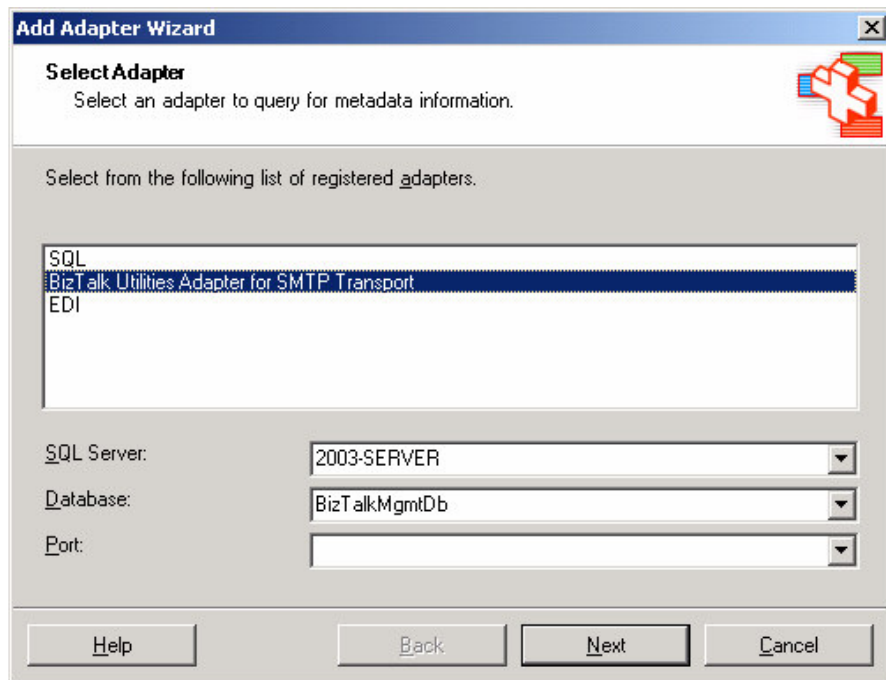 Add Adapter Wizard
Select Adapter
Select an adapter to query for metadata information.
Select from the following list of registered adapters.
SQL
BizTalk Utilities Adapter for SMTP Transport
EDI
SQL Server:
2003-SERVER
Database:
BizTalkMgmtDb
Port:
Help
Back
Next
Cancel